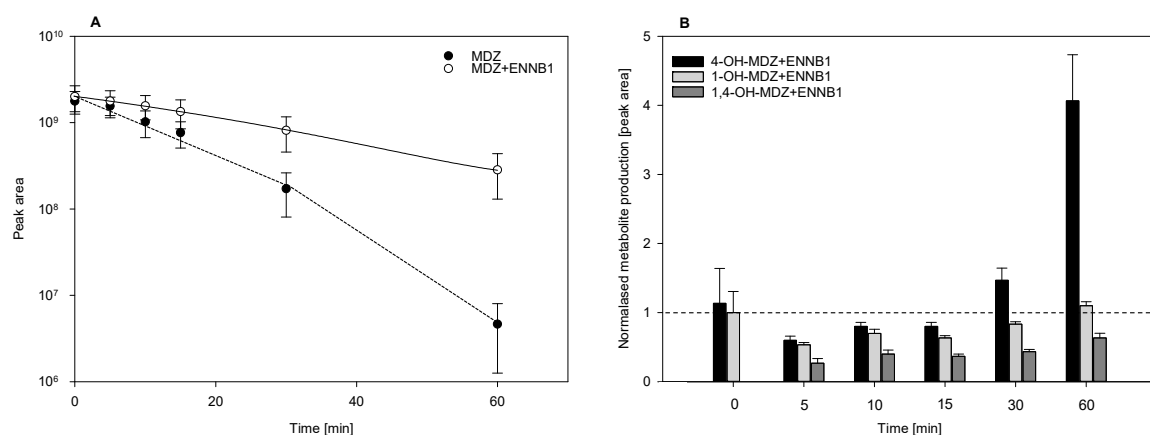 A
10¹⁰
10⁹
10⁸
10⁷
10⁶
Peak area
0
20
40
60
Time [min]
MDZ
MDZ+ENNB1
B
5
4
3
2
1
0
Normalased metabolite production [peak area]
4-OH-MDZ+ENNB1
1-OH-MDZ+ENNB1
1,4-OH-MDZ+ENNB1
0
5
10
15
30
60
Time [min]